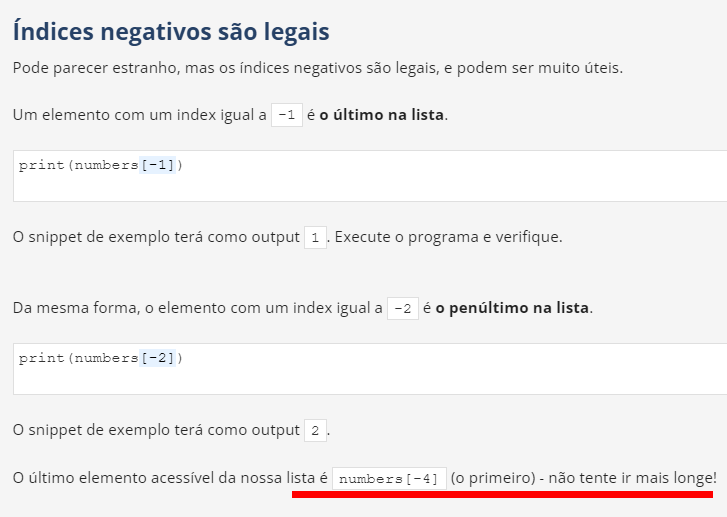 Índices negativos são legais
Pode parecer estranho, mas os índices negativos são legais, e podem ser muito úteis.
Um elemento com um index igual a -1 é o último na lista.
print(numbers[-1])
O snippet de exemplo terá como output 1. Execute o programa e verifique.
Da mesma forma, o elemento com um index igual a -2 é o penúltimo na lista.
print(numbers[-2])
O snippet de exemplo terá como output 2.
O último elemento acessível da nossa lista é numbers[-4] (o primeiro) - não tente ir mais longe!